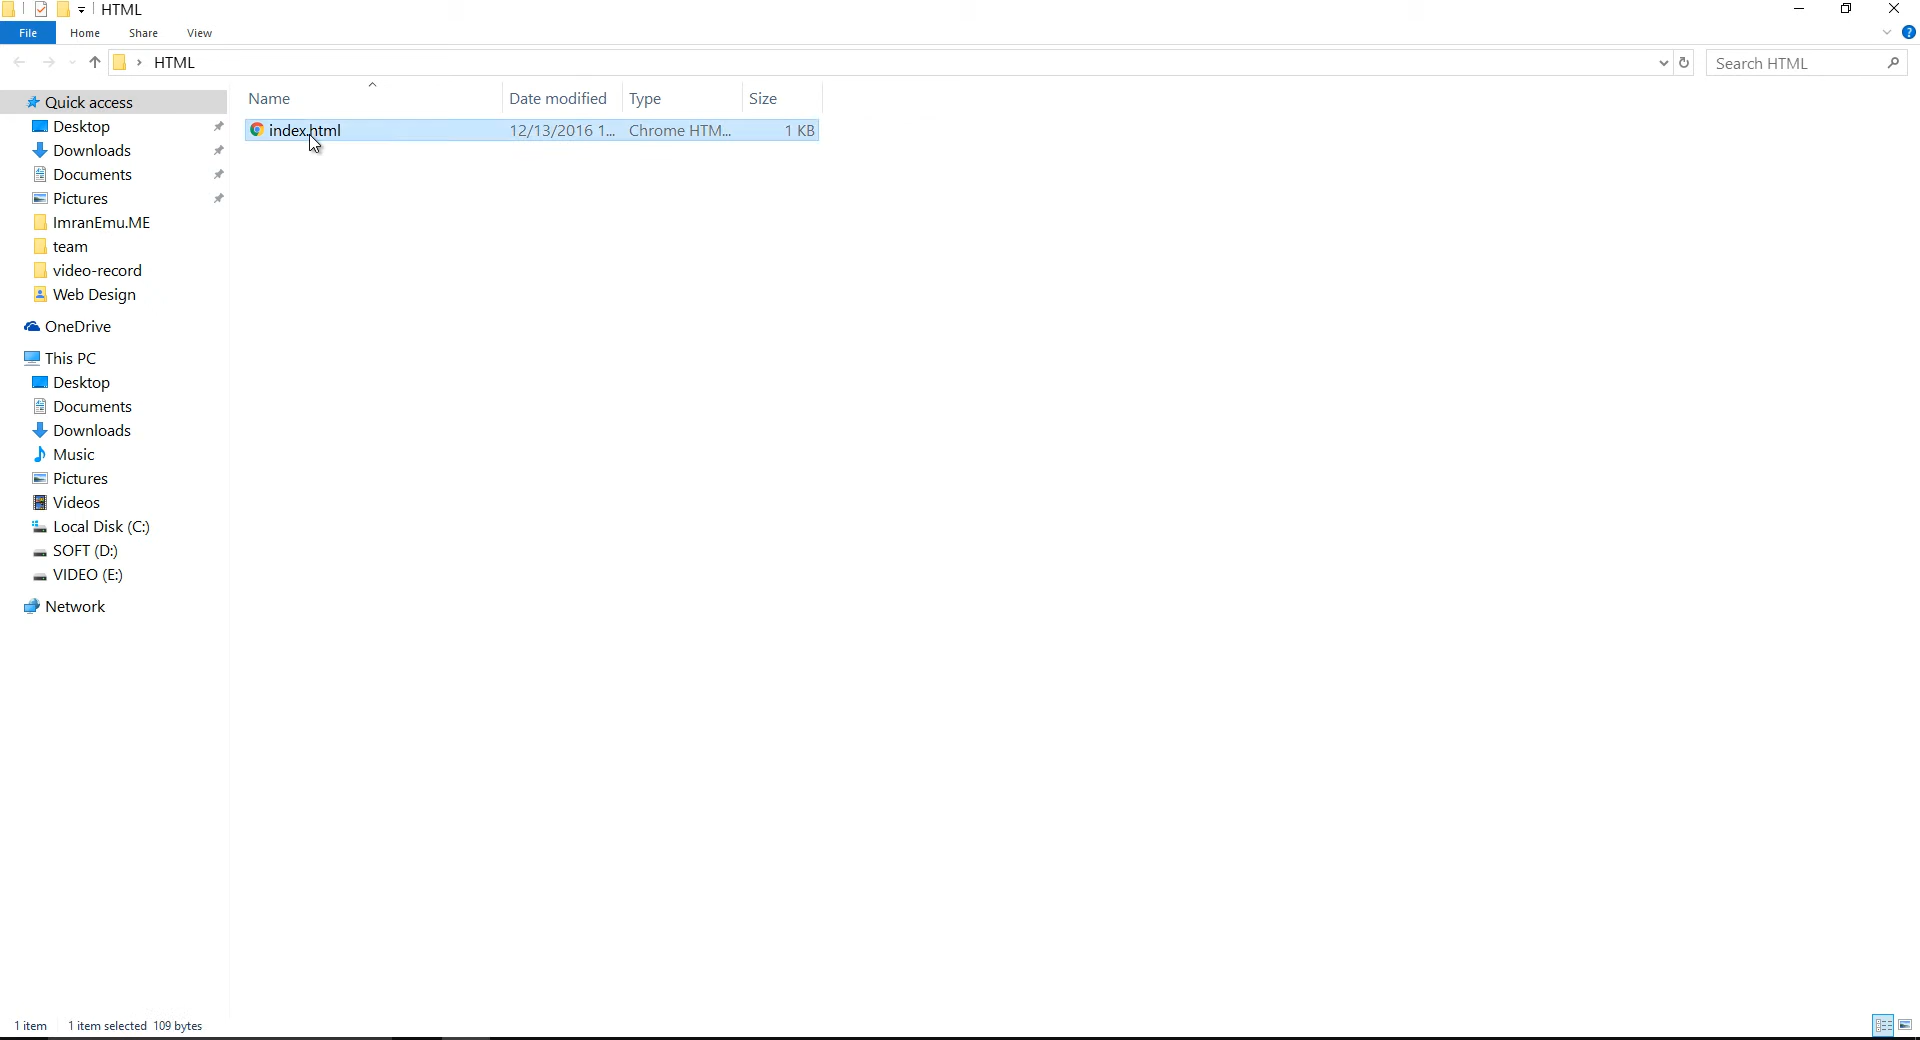 HTML
File Home Share View
HTML
Search HTML
Name Date modified Type Size
index.html 12/13/2016 1... Chrome HTM... 1 KB
Quick access
Desktop
Downloads
Documents
Pictures
ImranEmu.ME
team
video-record
Web Design
OneDrive
This PC
Desktop
Documents
Downloads
Music
Pictures
Videos
Local Disk (C:)
SOFT (D:)
VIDEO (E:)
Network
1 item 1 item selected 109 bytes